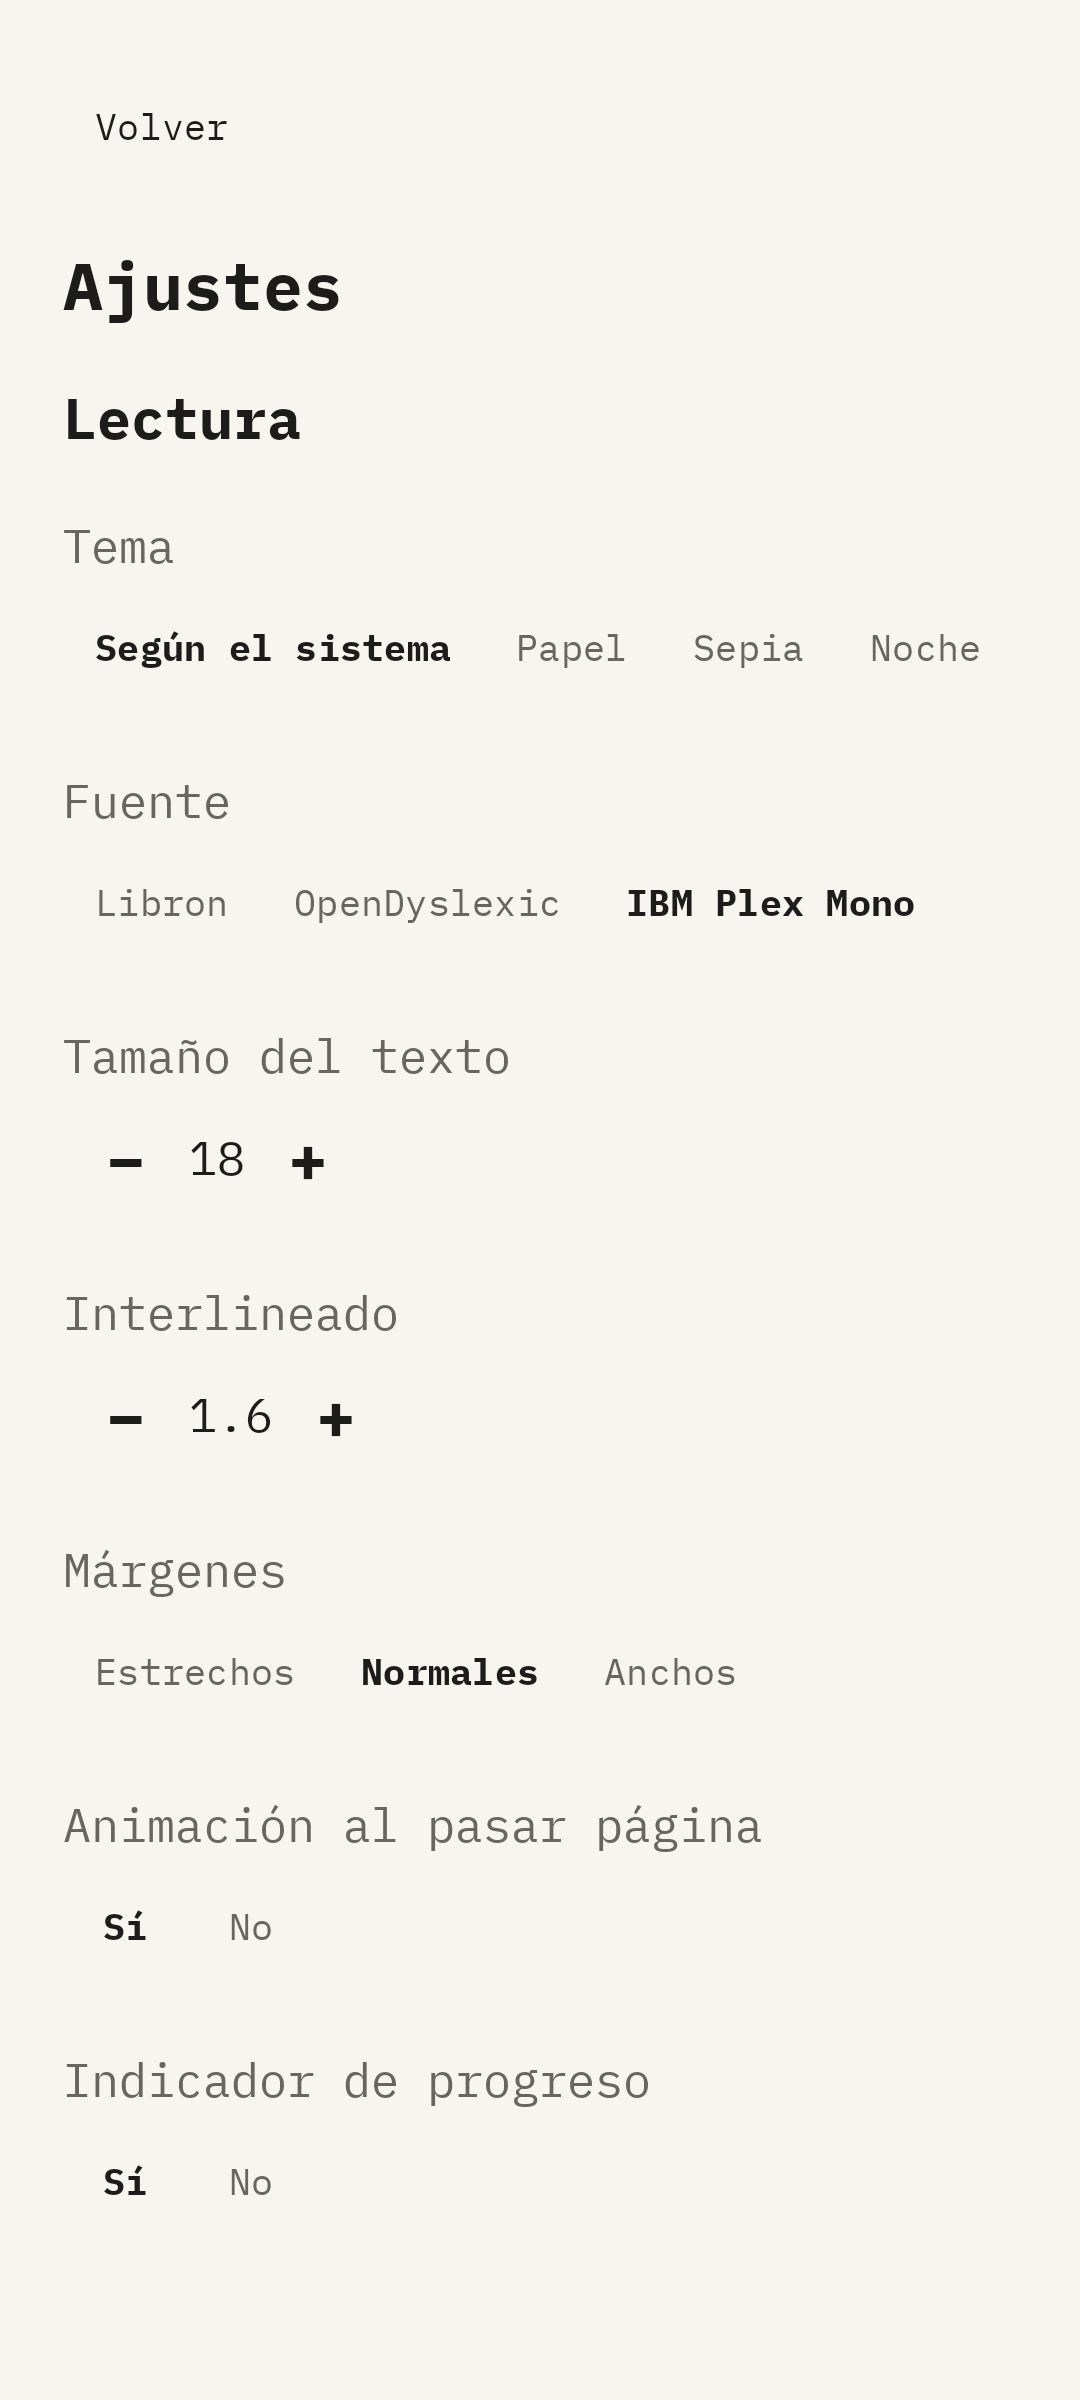 Volver
Ajustes
Lectura
Tema
Según el sistema Papel Sepia Noche
Fuente
Libron OpenDyslexic IBM Plex Mono
Tamaño del texto
− 18 +
Interlineado
− 1.6 +
Márgenes
Estrechos Normales Anchos
Animación al pasar página
Sí No
Indicador de progreso
Sí No